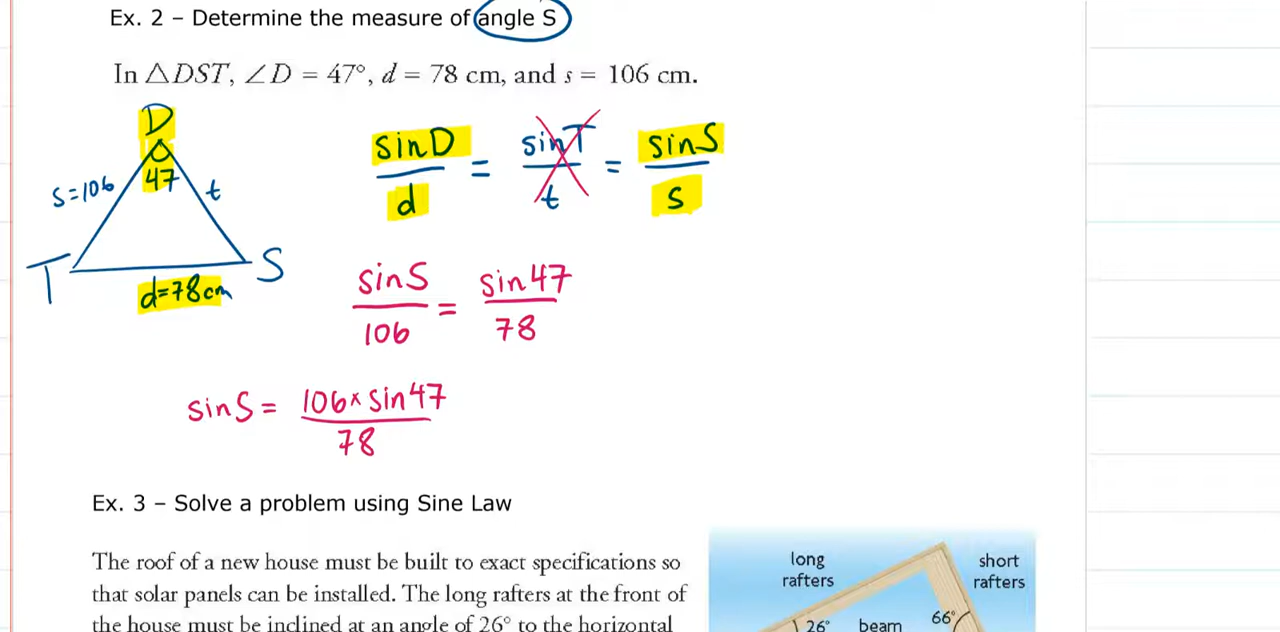 Ex. 2 – Determine the measure of angle S
In △DST, ∠D = 47°, d = 78 cm, and s = 106 cm.
D
47
s=106
t
T
S
d=78cm
sinD/d = sinT/t = sinS/s
sinS/106 = sin47/78
sinS = 106×sin47/78
Ex. 3 – Solve a problem using Sine Law
The roof of a new house must be built to exact specifications so
that solar panels can be installed. The long rafters at the front of
the house must be inclined at an angle of 26° to the horizontal
long
rafters
short
rafters
26°
beam
66°